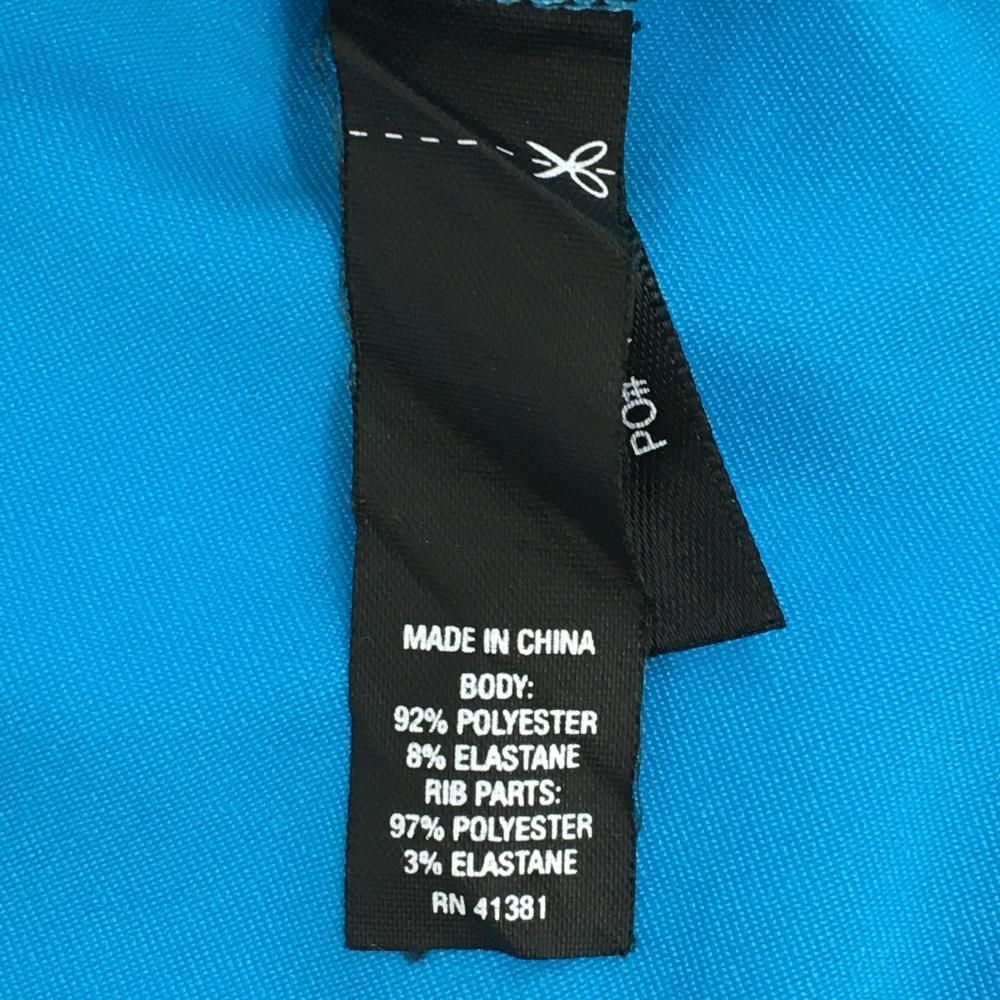 MADE IN CHINA
BODY:
92% POLYESTER
8% ELASTANE
RIB PARTS:
97% POLYESTER
3% ELASTANE
RN 41381
PO#